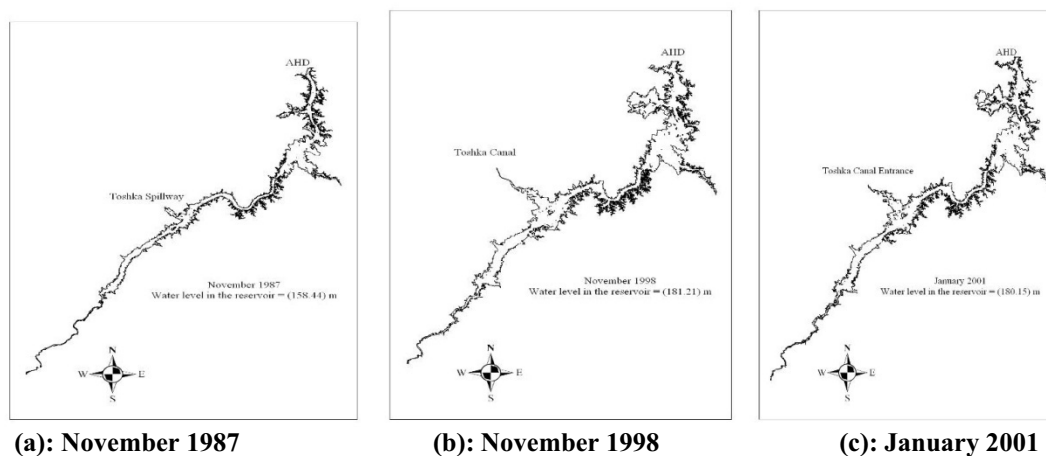 AHD
Toshka Spillway
November 1987
Water level in the reservoir = (158.44) m
N
W E
S
(a): November 1987
AHD
Toshka Canal
November 1998
Water level in the reservoir = (181.21) m
N
W E
S
(b): November 1998
AHD
Toshka Canal Entrance
January 2001
Water level in the reservoir = (180.15) m
N
W E
S
(c): January 2001